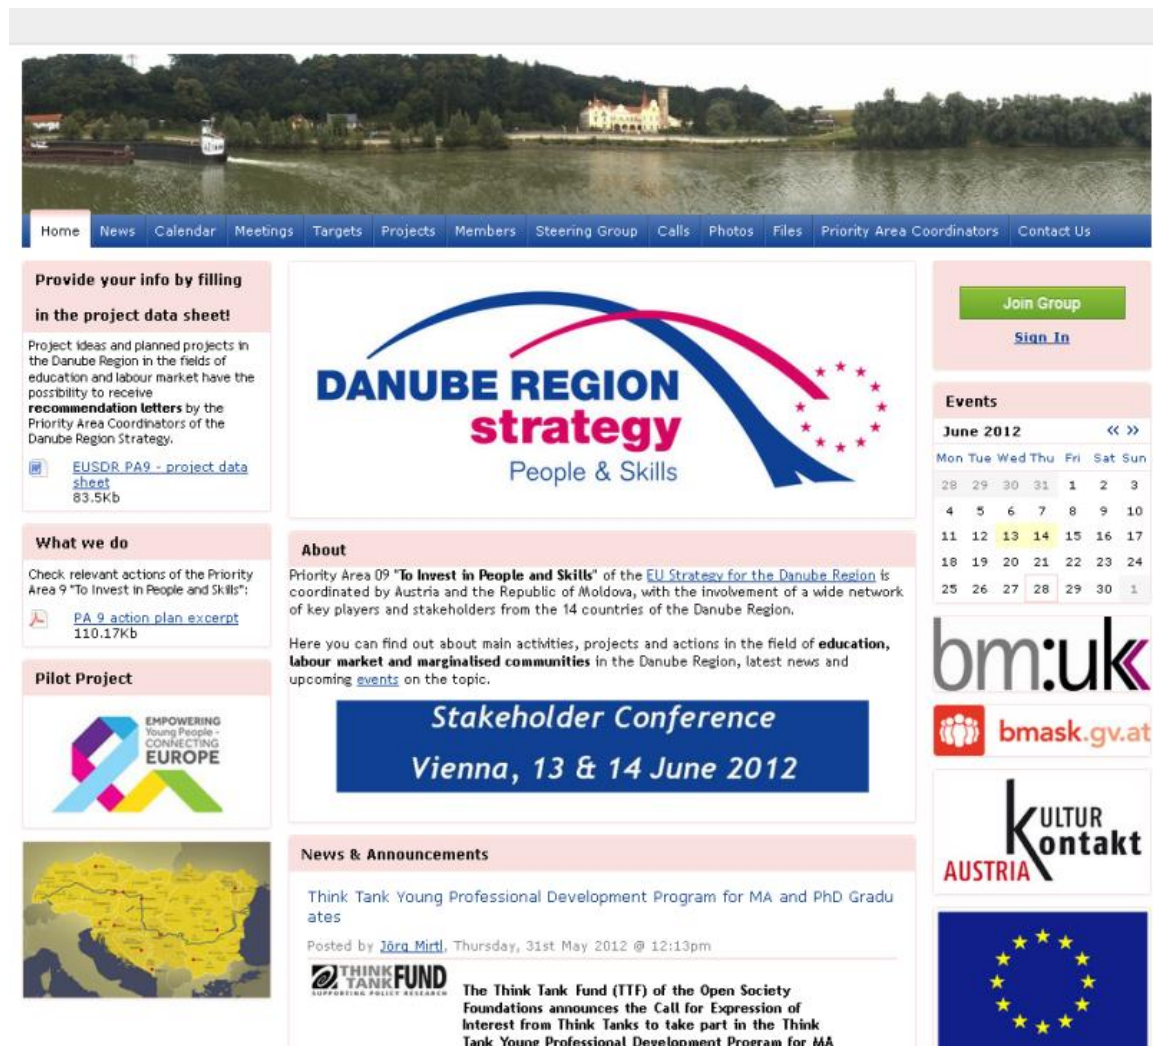 Home News Calendar Meetings Targets Projects Members Steering Group Calls Photos Files Priority Area Coordinators Contact Us
Provide your info by filling
in the project data sheet!
Project ideas and planned projects in
the Danube Region in the fields of
education and labour market have the
possibility to receive
recommendation letters by the
Priority Area Coordinators of the
Danube Region Strategy.
EUSDR PA9 - project data
sheet
83.5Kb
What we do
Check relevant actions of the Priority
Area 9 "To Invest in People and Skills":
PA 9 action plan excerpt
110.17Kb
Pilot Project
EMPOWERING
Young People -
CONNECTING
EUROPE
DANUBE REGION
strategy
People & Skills
About
Priority Area 09 "To Invest in People and Skills" of the EU Strategy for the Danube Region is
coordinated by Austria and the Republic of Moldova, with the involvement of a wide network
of key players and stakeholders from the 14 countries of the Danube Region.
Here you can find out about main activities, projects and actions in the field of education,
labour market and marginalised communities in the Danube Region, latest news and
upcoming events on the topic.
Stakeholder Conference
Vienna, 13 & 14 June 2012
News & Announcements
Think Tank Young Professional Development Program for MA and PhD Gradu
ates
Posted by Jörg Mirtl, Thursday, 31st May 2012 @ 12:13pm
THINK
TANK FUND
SUPPORTING POLICY RESEARCH
The Think Tank Fund (TTF) of the Open Society
Foundations announces the Call for Expression of
Interest from Think Tanks to take part in the Think
Tank Young Professional Development Program for MA
Join Group
Sign In
Events
June 2012 « »
Mon Tue Wed Thu Fri Sat Sun
28 29 30 31 1 2 3
4 5 6 7 8 9 10
11 12 13 14 15 16 17
18 19 20 21 22 23 24
25 26 27 28 29 30 1
bm:uk
bmask.gv.at
KULTUR
Kontakt
AUSTRIA